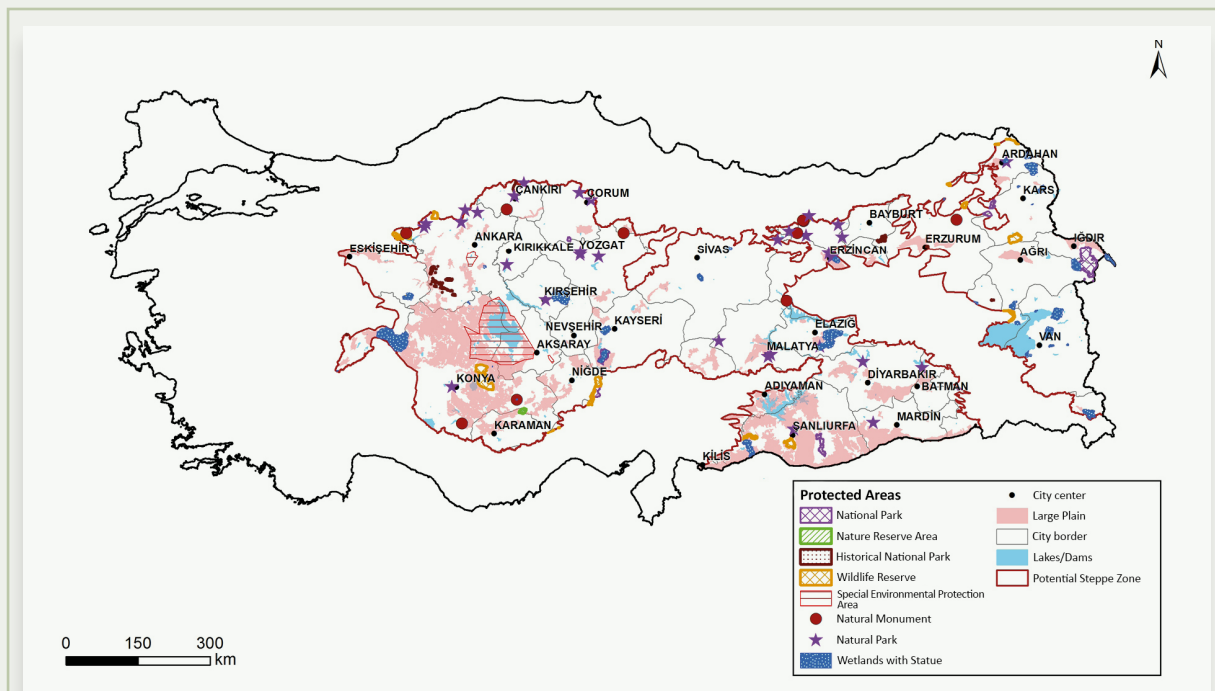 N
ARDAHAN
KARS
ÇANKIRI
ÇORUM
BAYBURT
ANKARA
KIRIKKALE
YOZGAT
ESKİŞEHİR
SİVAS
ERZİNCAN
ERZURUM
IĞDIR
AĞRI
KIRŞEHİR
NEVŞEHİR
KAYSERİ
ELAZIĞ
VAN
AKSARAY
MALATYA
KONYA
NİĞDE
ADIYAMAN
DİYARBAKIR
BATMAN
KARAMAN
ŞANLIURFA
MARDİN
KİLİS
Protected Areas
National Park
Nature Reserve Area
Historical National Park
Wildlife Reserve
Special Environmental Protection
Area
Natural Monument
Natural Park
Wetlands with Statue
City center
Large Plain
City border
Lakes/Dams
Potential Steppe Zone
0 150 300
km